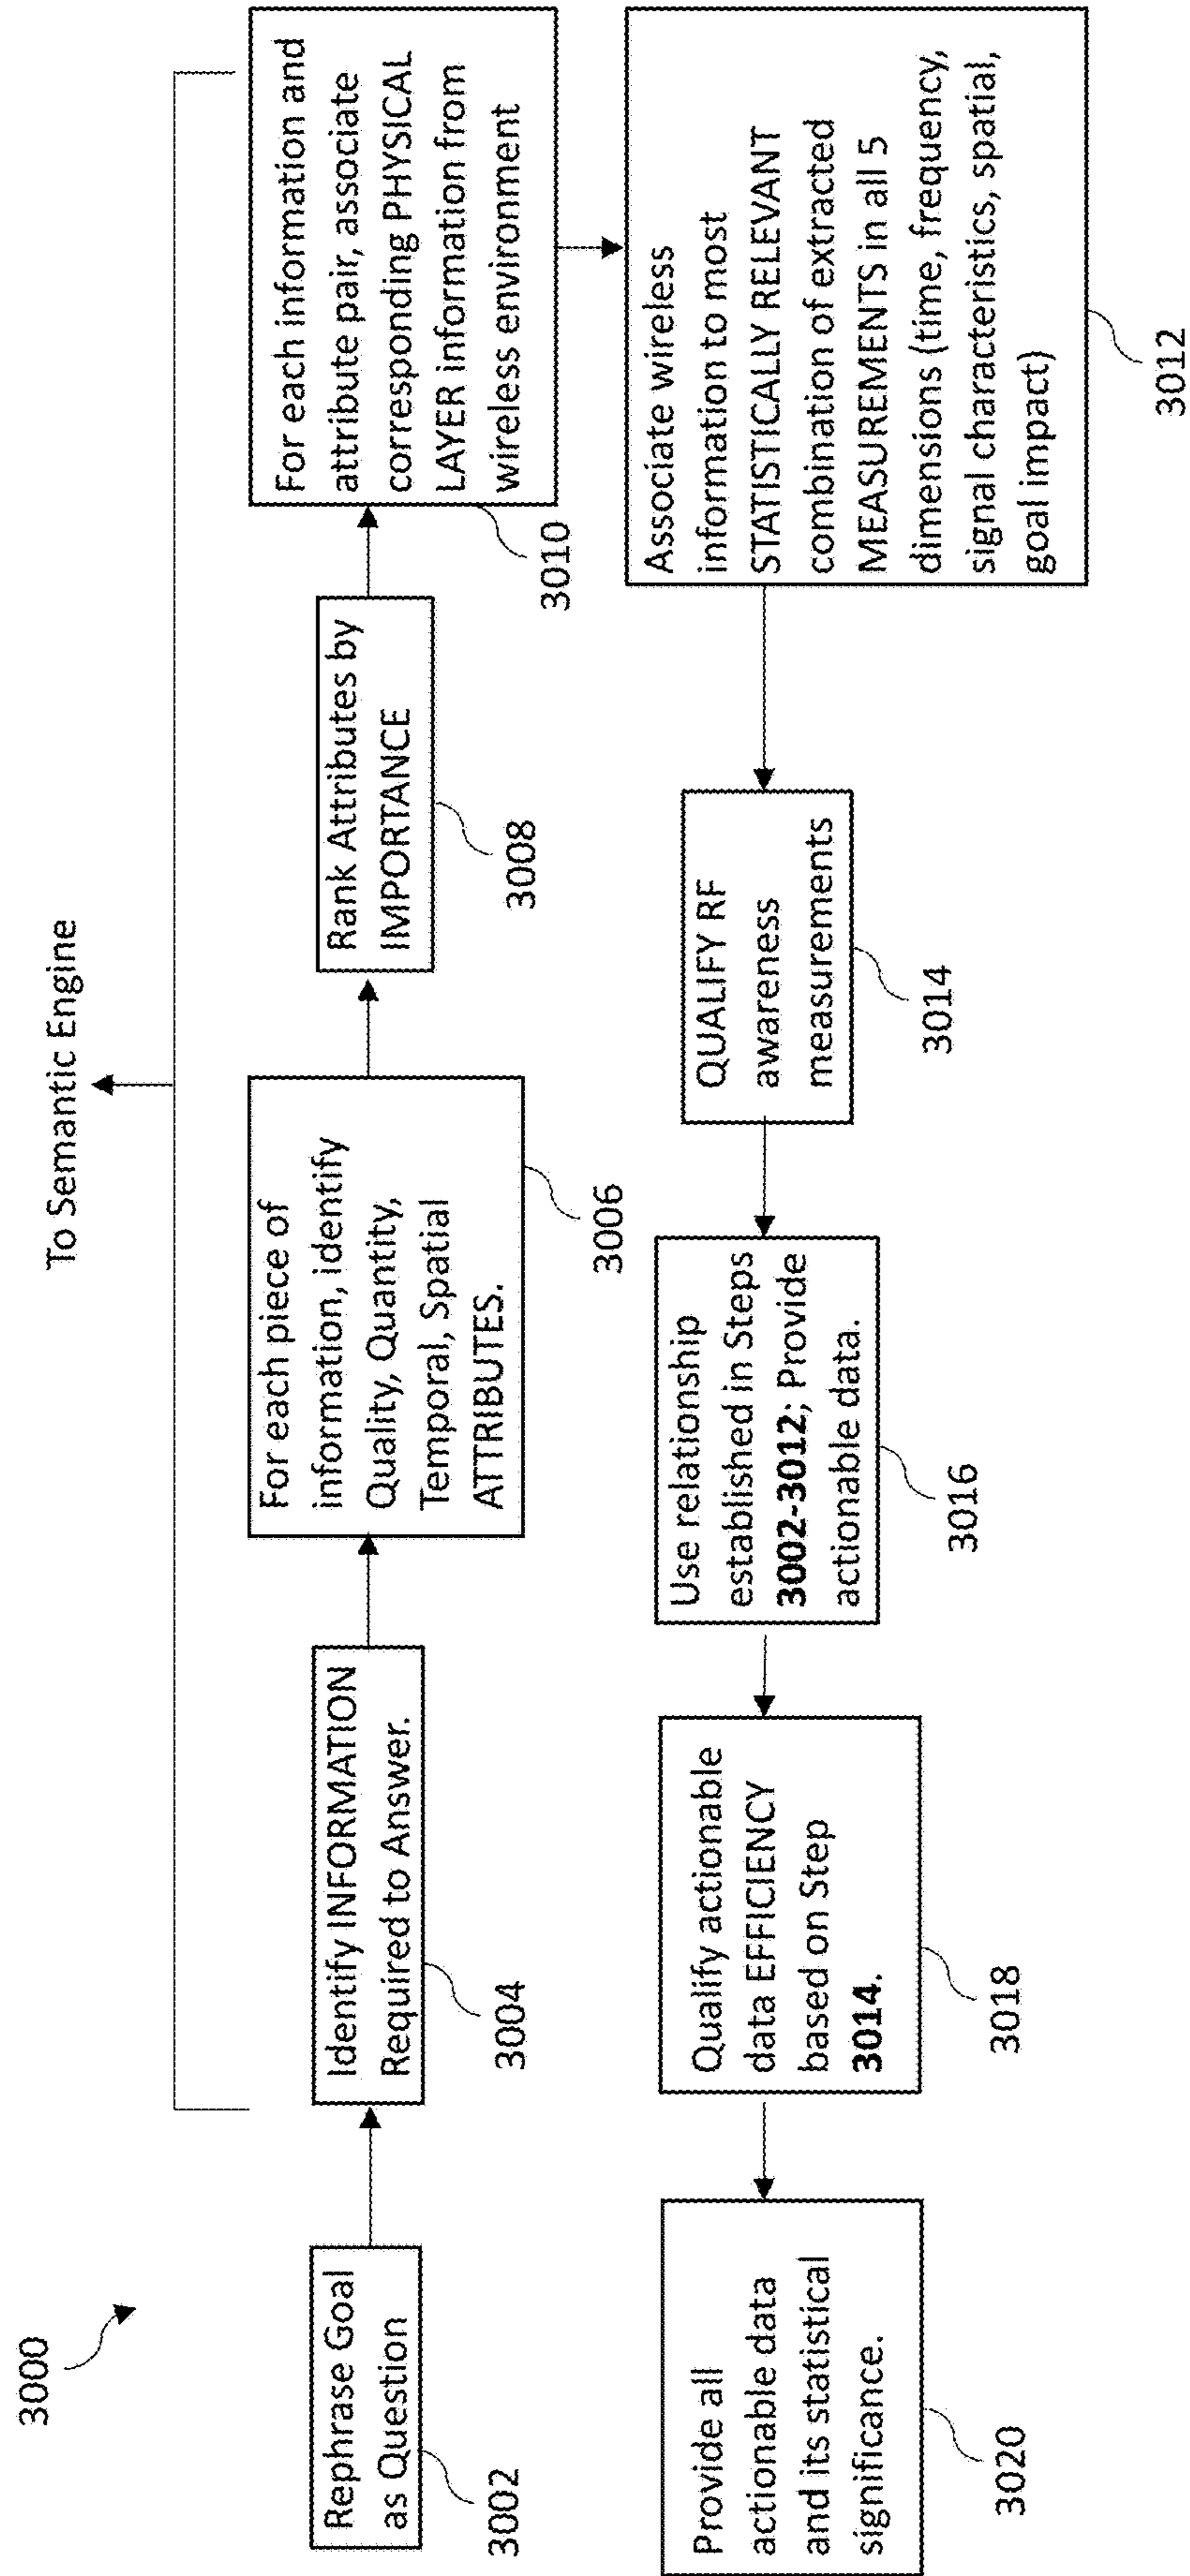 To Semantic Engine
3000
Rephrase Goal
as Question
3002
Identify INFORMATION
Required to Answer.
3004
For each piece of
information, identify
Quality, Quantity,
Temporal, Spatial
ATTRIBUTES.
3006
Rank Attributes by
IMPORTANCE
3008
For each information and
attribute pair, associate
corresponding PHYSICAL
LAYER information from
wireless environment
3010
Associate wireless
information to most
STATISTICALLY RELEVANT
combination of extracted
MEASUREMENTS in all 5
dimensions (time, frequency,
signal characteristics, spatial,
goal impact)
3012
QUALIFY RF
awareness
measurements
3014
Use relationship
established in Steps
3002-3012; Provide
actionable data.
3016
Qualify actionable
data EFFICIENCY
based on Step
3014.
3018
Provide all
actionable data
and its statistical
significance.
3020